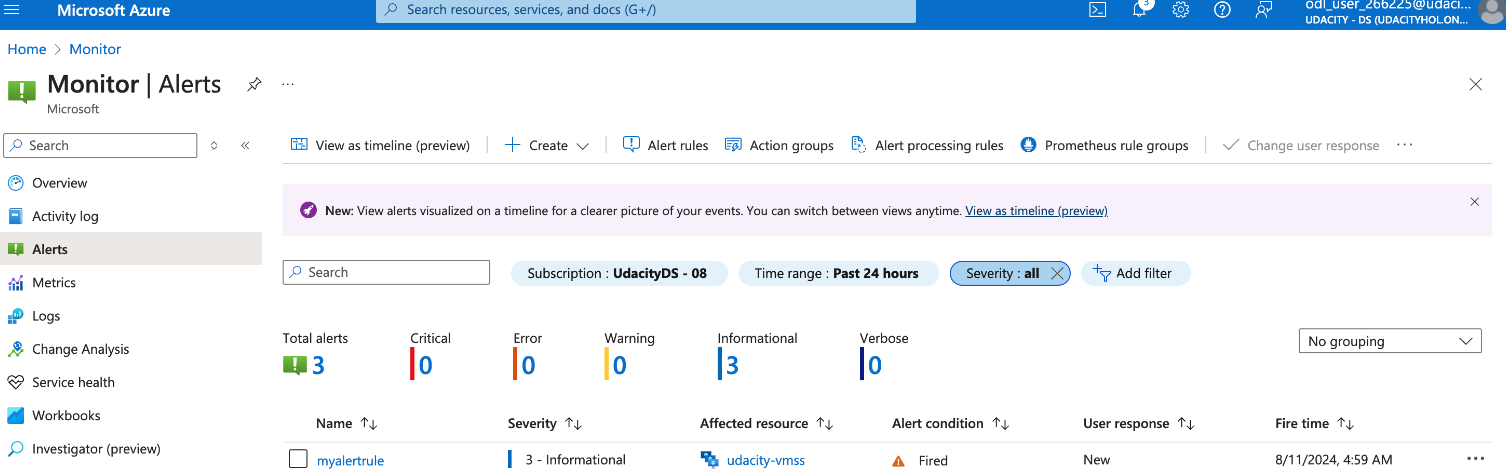 Microsoft Azure
Search resources, services, and docs (G+/)
3
odl_user_266225@udaci...
UDACITY - DS (UDACITYHOL.ON...
Home > Monitor
Monitor | Alerts
...
Microsoft
Search
View as timeline (preview)
Create
Alert rules
Action groups
Alert processing rules
Prometheus rule groups
Change user response
...
Overview
Activity log
Alerts
Metrics
Logs
Change Analysis
Service health
Workbooks
Investigator (preview)
New: View alerts visualized on a timeline for a clearer picture of your events. You can switch between views anytime. View as timeline (preview)
Search
Subscription : UdacityDS - 08
Time range : Past 24 hours
Severity : all
Add filter
Total alerts
3
Critical
0
Error
0
Warning
0
Informational
3
Verbose
0
No grouping
Name
Severity
Affected resource
Alert condition
User response
Fire time
myalertrule
3 - Informational
udacity-vmss
Fired
New
8/11/2024, 4:59 AM
...